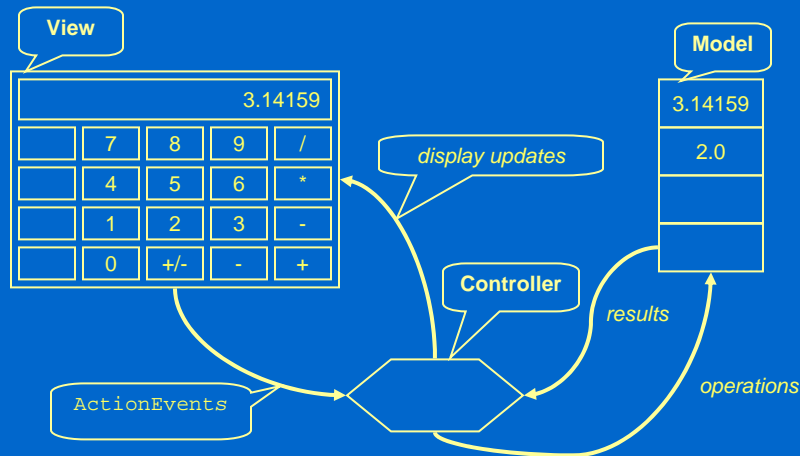 View
Model
3.14159
3.14159
7 8 9 /
display updates
2.0
4 5 6 *
1 2 3 -
0 +/- - +
Controller
results
operations
ActionEvents